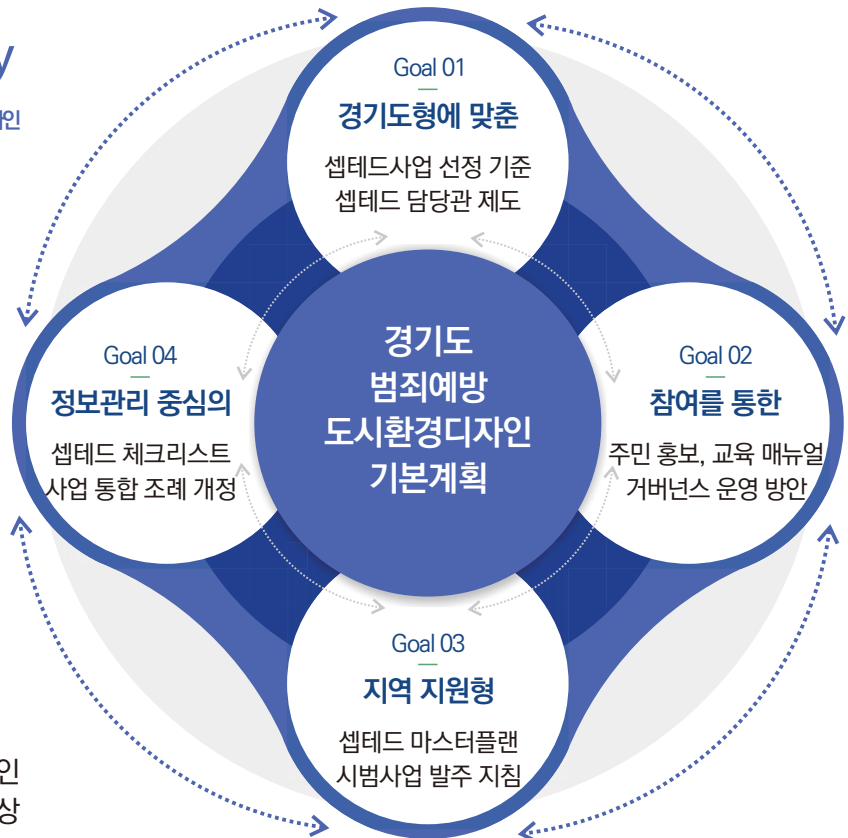 y
인
Goal 01
경기도형에 맞춘
셉테드사업 선정 기준
셉테드 담당관 제도
Goal 04
정보관리 중심의
셉테드 체크리스트
사업 통합 조례 개정
경기도
범죄예방
도시환경디자인
기본계획
Goal 02
참여를 통한
주민 홍보, 교육 매뉴얼
거버넌스 운영 방안
Goal 03
지역 지원형
셉테드 마스터플랜
시범사업 발주 지침
인
상